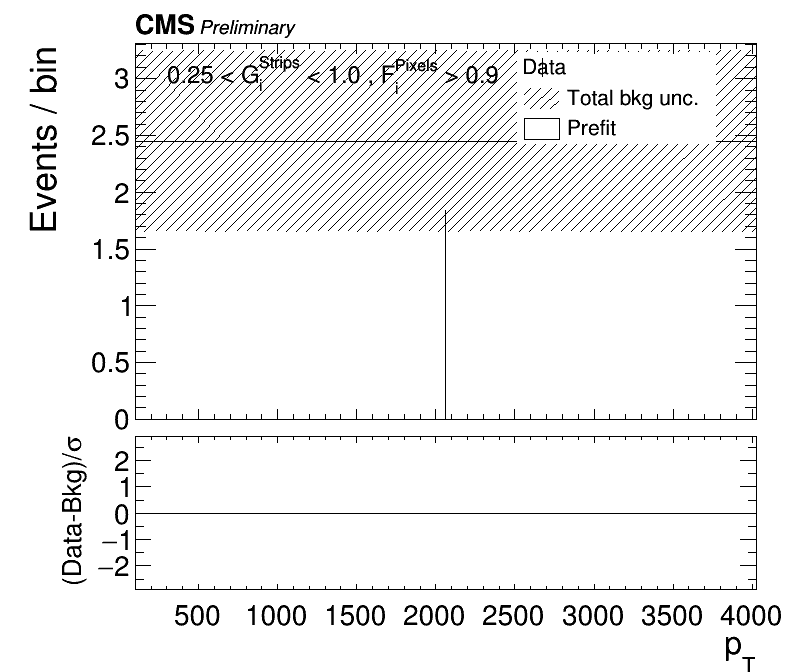 CMS Preliminary
Events / bin
0.25 < G_i^Strips < 1.0 , F_i^Pixels > 0.9
Data
Total bkg unc.
Prefit
3
2.5
2
1.5
1
0.5
0
(Data-Bkg)/σ
2
1
0
−1
−2
500 1000 1500 2000 2500 3000 3500 4000
p_T